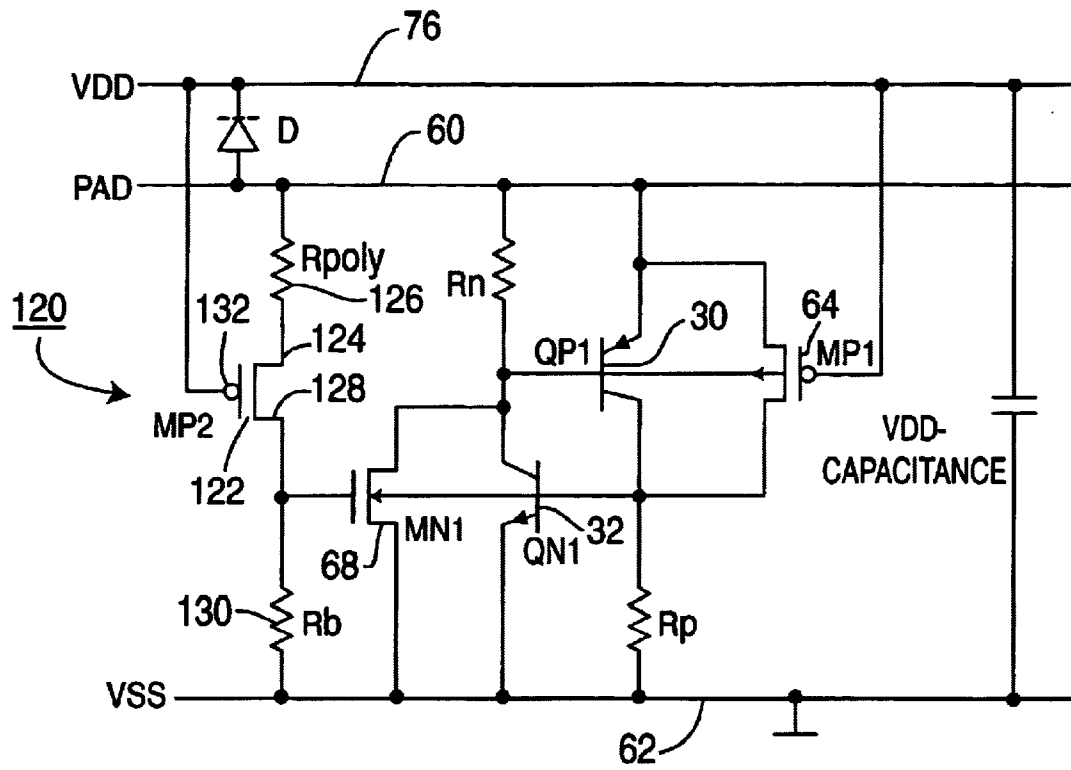 76
VDD
D
60
PAD
Rpoly
126
Rn
64
120
132
124
30
QP1
MP1
128
MP2
VDD-
CAPACITANCE
122
MN1
32
QN1
68
130
Rb
Rp
VSS
62